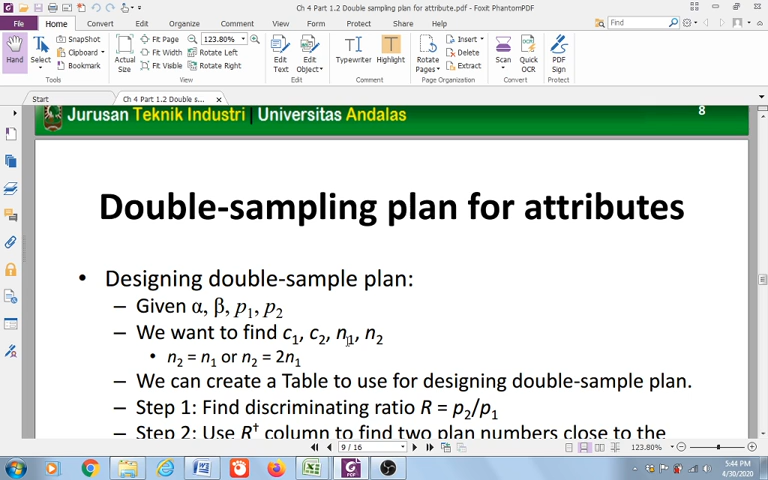 Ch 4 Part 1.2 Double sampling plan for attribute.pdf - Foxit PhantomPDF
File Home Convert Edit Organize Comment View Form Protect Share Help Find
Hand Select SnapShot Clipboard Bookmark Actual Size Fit Page Fit Width Fit Visible 123.80% Rotate Left Rotate Right Edit Text Edit Object Typewriter Highlight Rotate Pages Insert Delete Extract Scan Quick OCR PDF Sign
Tools View Edit Comment Page Organization Convert Protect
Start Ch 4 Part 1.2 Double s...
Jurusan Teknik Industri | Universitas Andalas 8
Double-sampling plan for attributes
• Designing double-sample plan:
– Given α, β, p1, p2
– We want to find c1, c2, n1, n2
• n2 = n1 or n2 = 2n1
– We can create a Table to use for designing double-sample plan.
– Step 1: Find discriminating ratio R = p2/p1
– Step 2: Use R† column to find two plan numbers close to the
9 / 16 123.80%
5:44 PM
4/30/2020